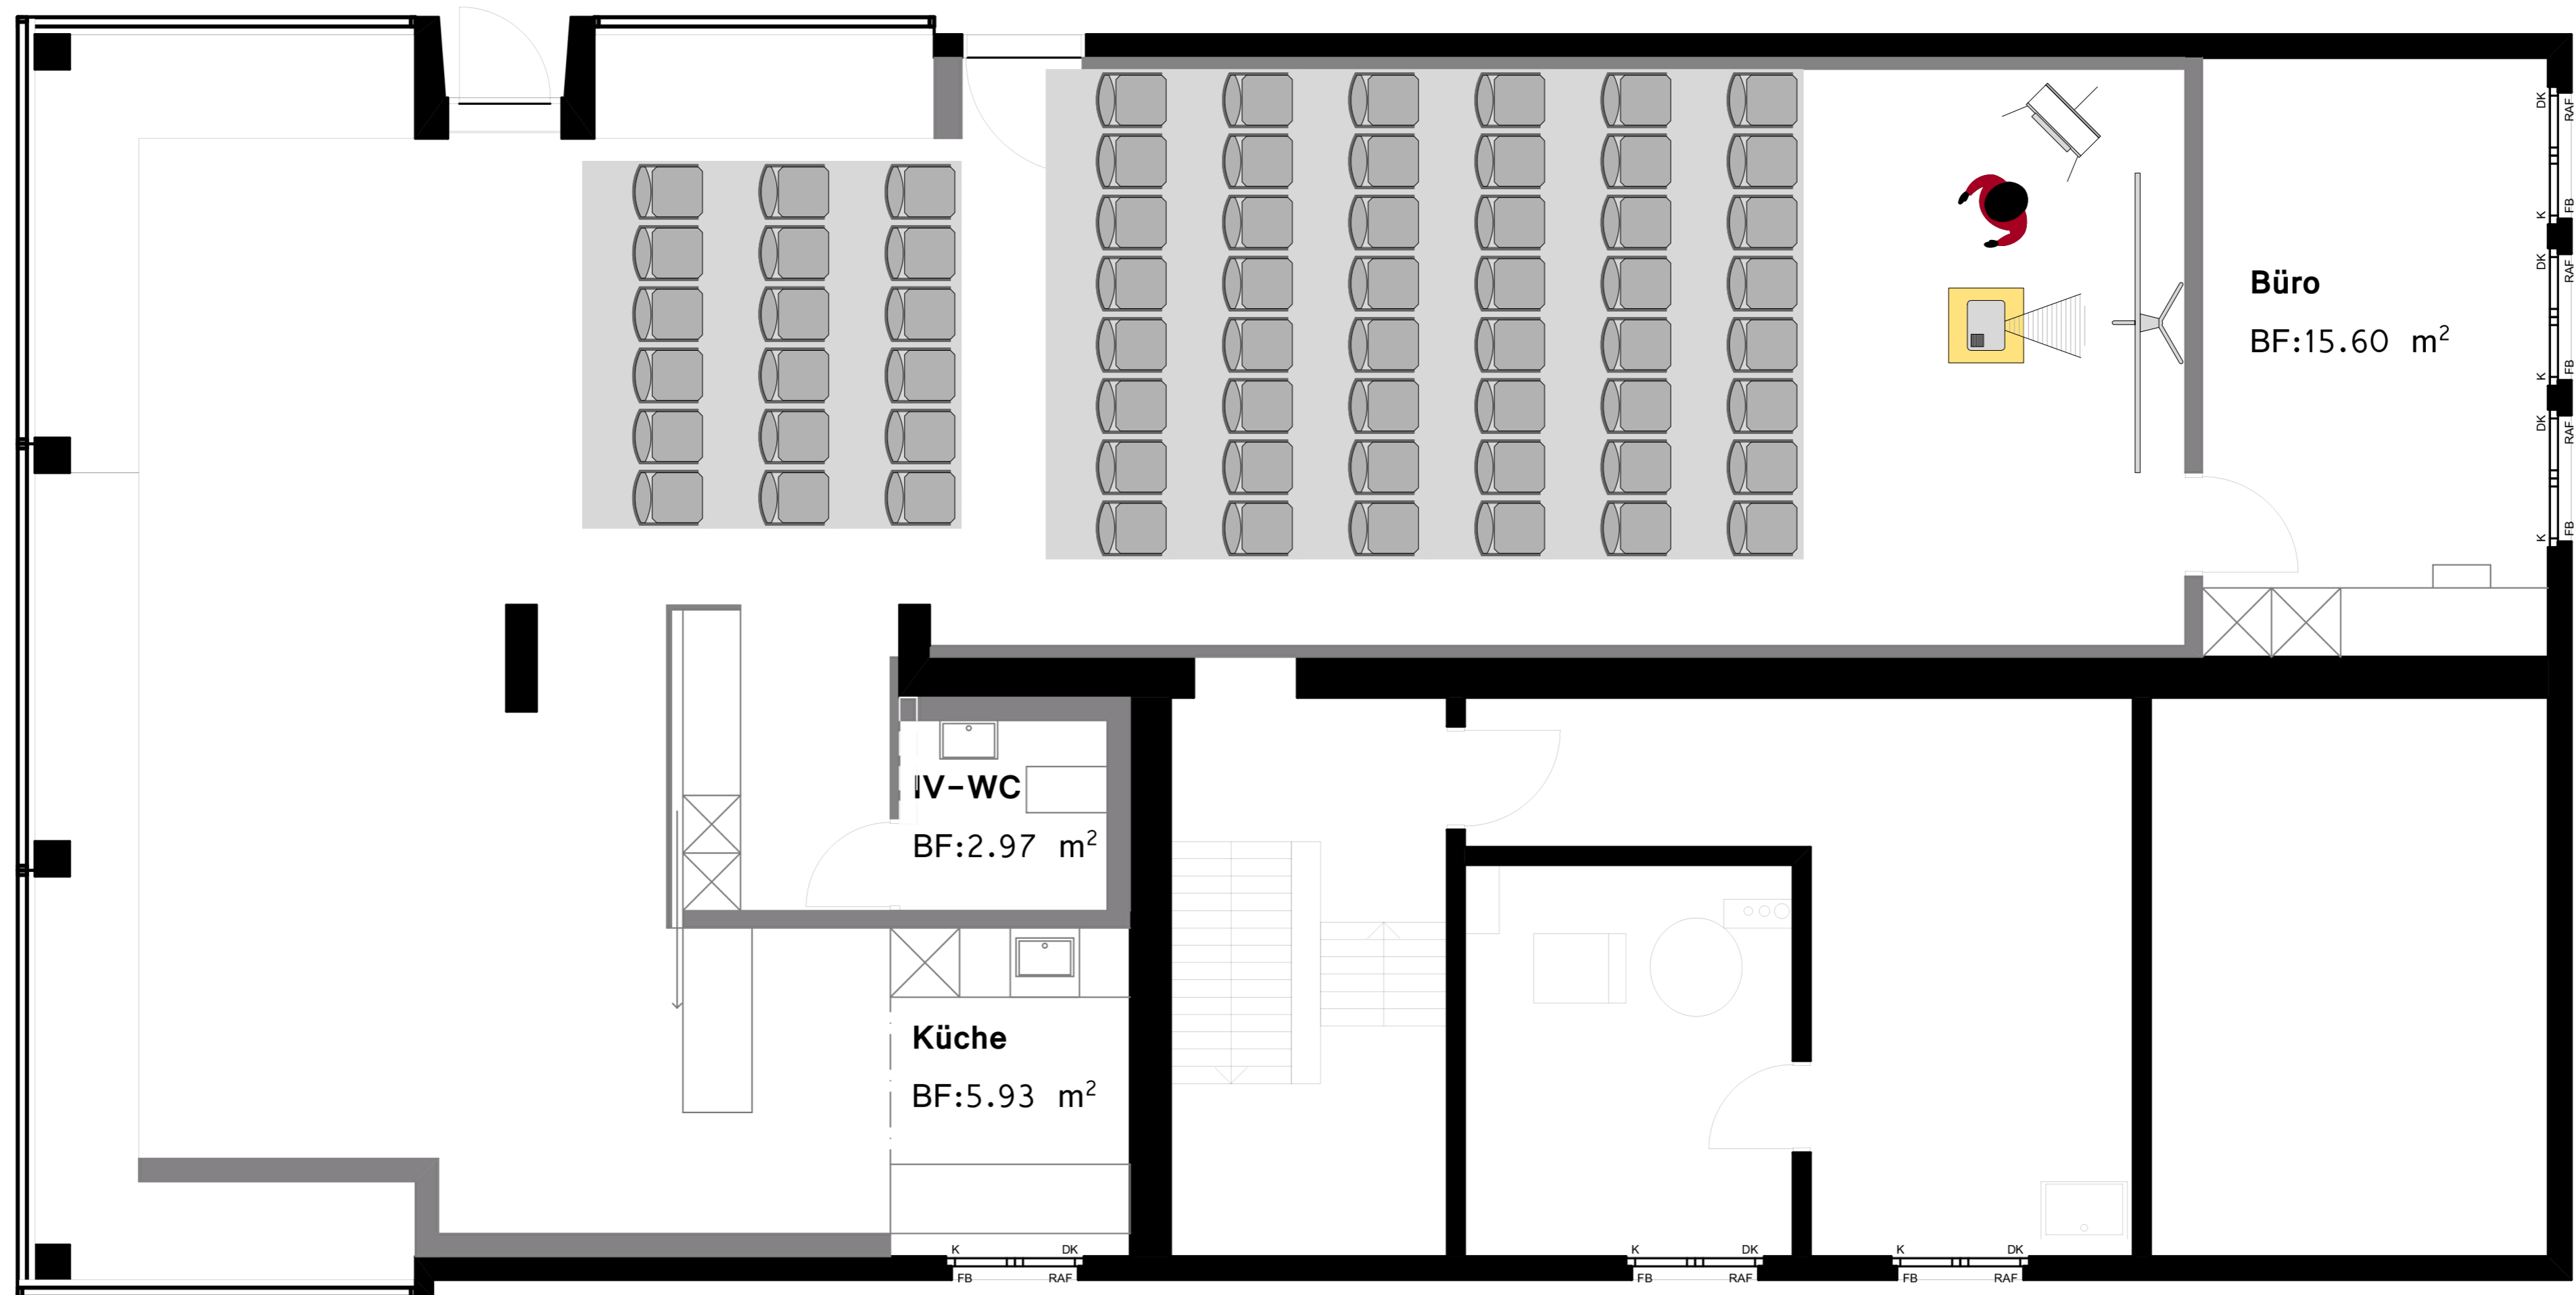 DK
RAF
K
FB
DK
RAF
Büro
BF:15.60 m²
K
FB
DK
RAF
K
FB
IV-WC
BF:2.97 m²
Küche
BF:5.93 m²
K DK
FB RAF
K DK
FB RAF
K DK
FB RAF